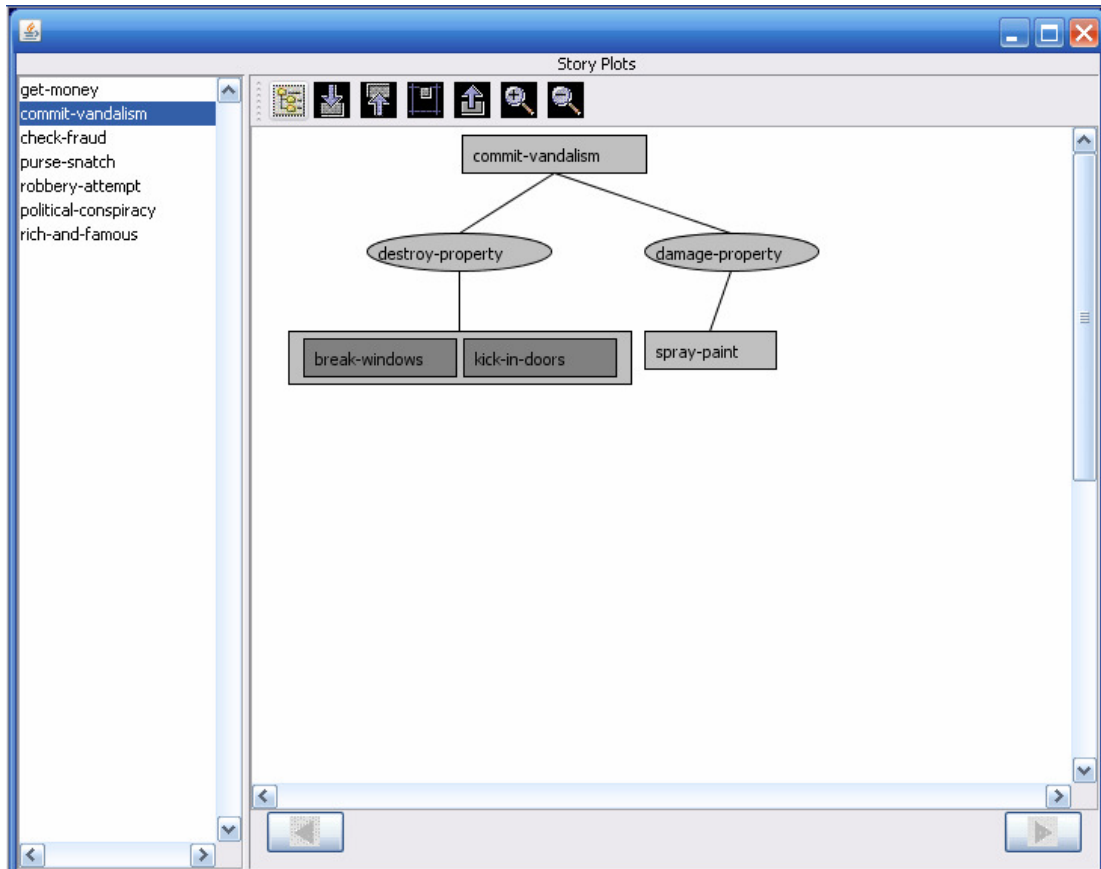 Story Plots
get-money
commit-vandalism
check-fraud
purse-snatch
robbery-attempt
political-conspiracy
rich-and-famous
commit-vandalism
destroy-property
damage-property
break-windows
kick-in-doors
spray-paint